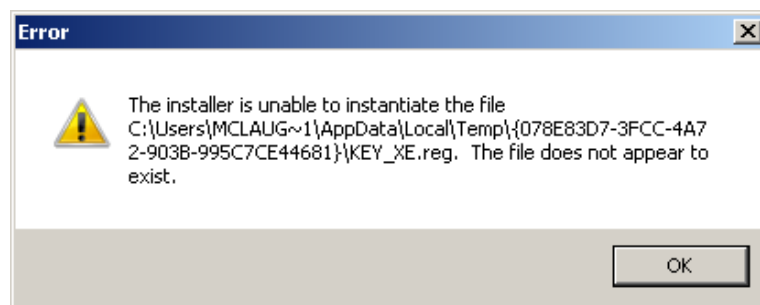 Error
The installer is unable to instantiate the file
C:\Users\MCLAUG~1\AppData\Local\Temp\{078E83D7-3FCC-4A7
2-903B-995C7CE44681}\KEY_XE.reg.  The file does not appear to
exist.
OK